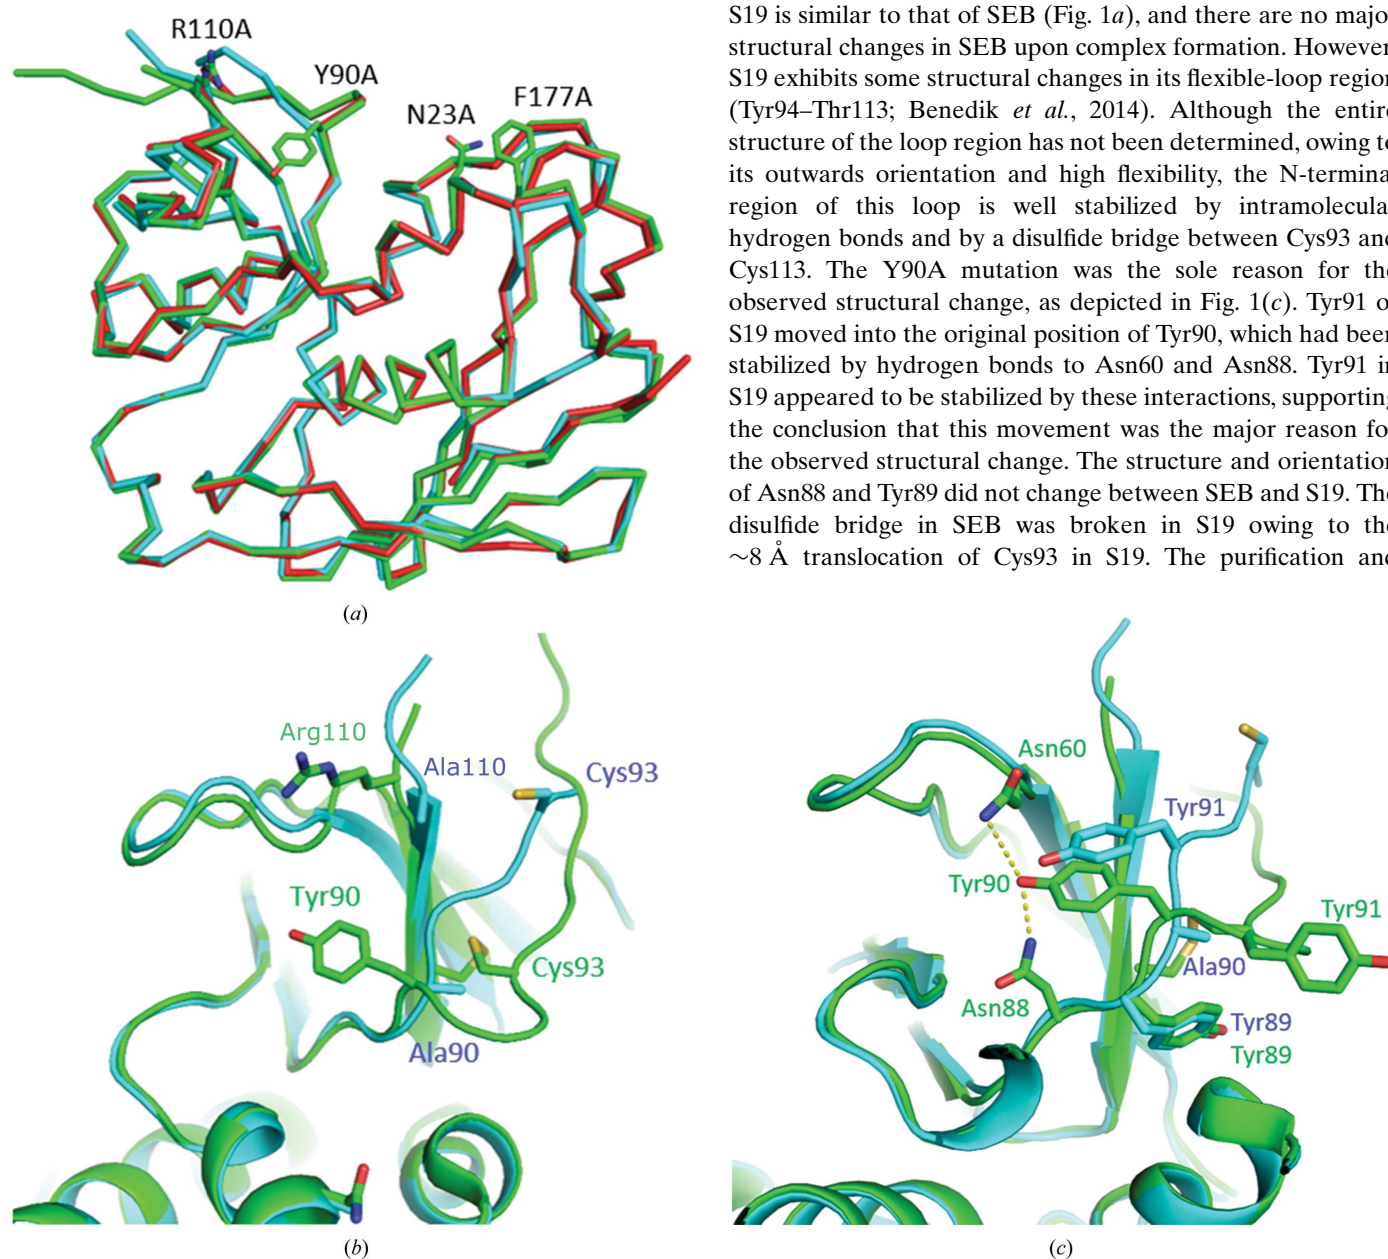 R110A
Y90A
N23A
F177A
(a)
S19 is similar to that of SEB (Fig. 1a), and there are no major
structural changes in SEB upon complex formation. However
S19 exhibits some structural changes in its flexible-loop region
(Tyr94–Thr113; Benedik et al., 2014). Although the entire
structure of the loop region has not been determined, owing to
its outwards orientation and high flexibility, the N-terminal
region of this loop is well stabilized by intramolecular
hydrogen bonds and by a disulfide bridge between Cys93 and
Cys113. The Y90A mutation was the sole reason for the
observed structural change, as depicted in Fig. 1(c). Tyr91 of
S19 moved into the original position of Tyr90, which had been
stabilized by hydrogen bonds to Asn60 and Asn88. Tyr91 in
S19 appeared to be stabilized by these interactions, supporting
the conclusion that this movement was the major reason for
the observed structural change. The structure and orientation
of Asn88 and Tyr89 did not change between SEB and S19. The
disulfide bridge in SEB was broken in S19 owing to the
∼8 Å translocation of Cys93 in S19. The purification and
Arg110
Ala110
Cys93
Tyr90
Cys93
Ala90
(b)
Asn60
Tyr91
Tyr90
Tyr91
Ala90
Asn88
Tyr89
Tyr89
(c)